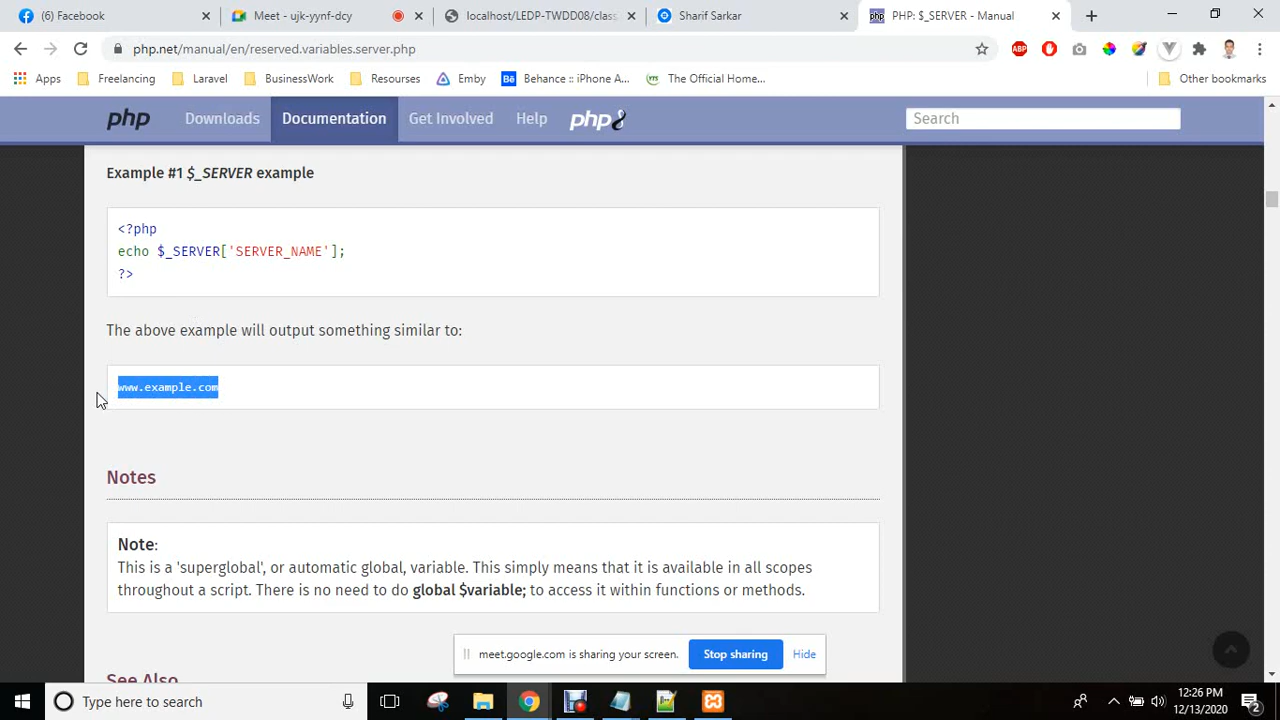 (6) Facebook
Meet - ujk-yynf-dcy
localhost/LEDP-TWDD08/class
Sharif Sarkar
php
PHP: $_SERVER - Manual
php.net/manual/en/reserved.variables.server.php
ABP
Apps
Freelancing
Laravel
BusinessWork
Resourses
Emby
Bē
Behance :: iPhone A...
The Official Home...
Other bookmarks
php
Downloads
Documentation
Get Involved
Help
php8
Search
Example #1 $_SERVER example
<?php
echo $_SERVER['SERVER_NAME'];
?>
The above example will output something similar to:
www.example.com
Notes
Note:
This is a 'superglobal', or automatic global, variable. This simply means that it is available in all scopes
throughout a script. There is no need to do global $variable; to access it within functions or methods.
meet.google.com is sharing your screen.
Stop sharing
Hide
See Also
Type here to search
12:26 PM
12/13/2020
2